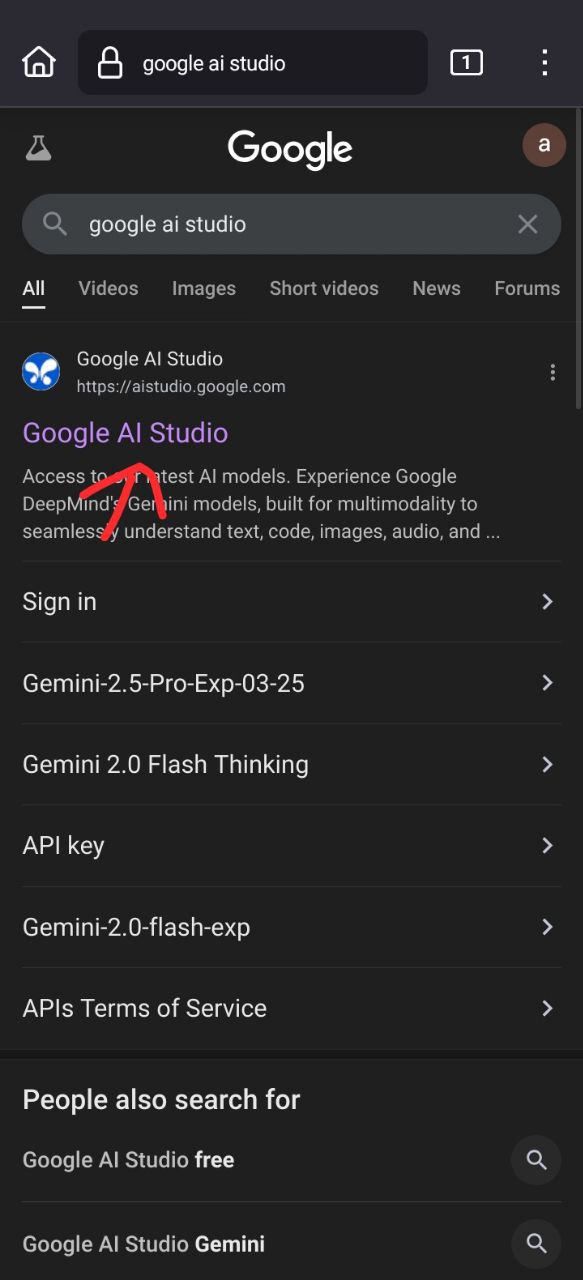 google ai studio
1
Google
a
google ai studio
All Videos Images Short videos News Forums
Google AI Studio
https://aistudio.google.com
Google AI Studio
Access to our latest AI models. Experience Google
DeepMind's Gemini models, built for multimodality to
seamlessly understand text, code, images, audio, and ...
Sign in
Gemini-2.5-Pro-Exp-03-25
Gemini 2.0 Flash Thinking
API key
Gemini-2.0-flash-exp
APIs Terms of Service
People also search for
Google AI Studio free
Google AI Studio Gemini